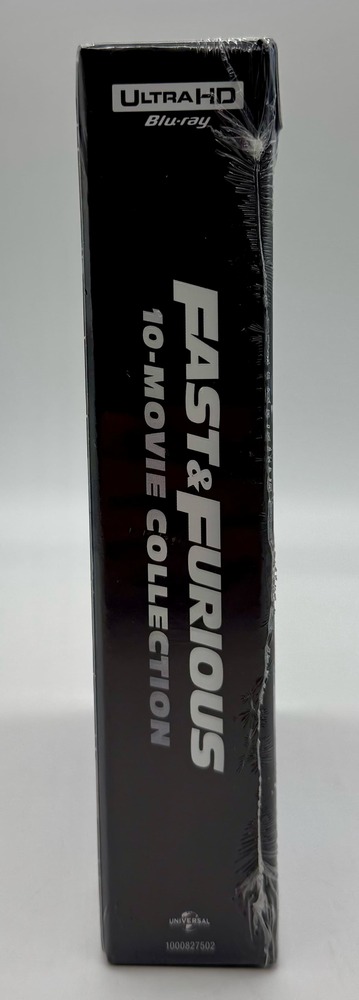 ULTRA HD
Blu-ray
FAST & FURIOUS
10-MOVIE COLLECTION
UNIVERSAL
1000827502